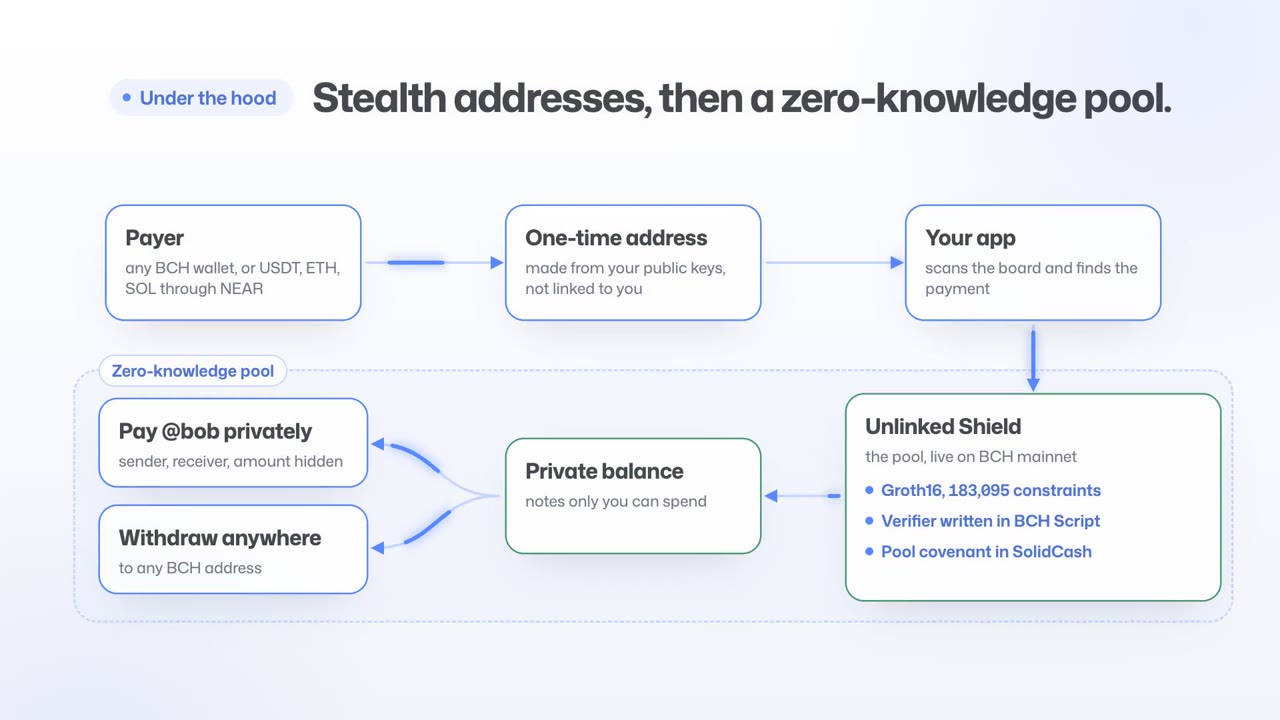 Under the hood
Stealth addresses, then a zero-knowledge pool.
Payer
any BCH wallet, or USDT, ETH,
SOL through NEAR
One-time address
made from your public keys,
not linked to you
Your app
scans the board and finds the
payment
Zero-knowledge pool
Pay @bob privately
sender, receiver, amount hidden
Withdraw anywhere
to any BCH address
Private balance
notes only you can spend
Unlinked Shield
the pool, live on BCH mainnet
Groth16, 183,095 constraints
Verifier written in BCH Script
Pool covenant in SolidCash